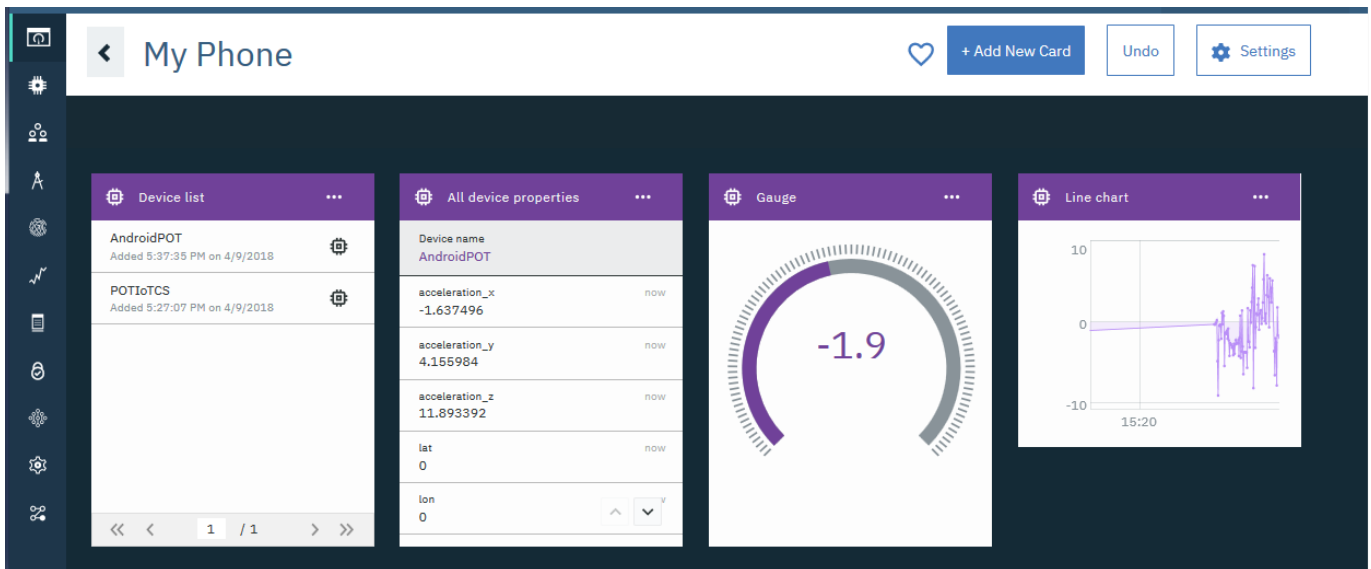 My Phone
+ Add New Card
Undo
Settings
Device list
AndroidPOT
Added 5:37:35 PM on 4/9/2018
POTIoTCS
Added 5:27:07 PM on 4/9/2018
1 / 1
All device properties
Device name
AndroidPOT
acceleration_x now
-1.637496
acceleration_y now
4.155984
acceleration_z now
11.893392
lat now
0
lon
0
Gauge
-1.9
Line chart
10
0
-10
15:20